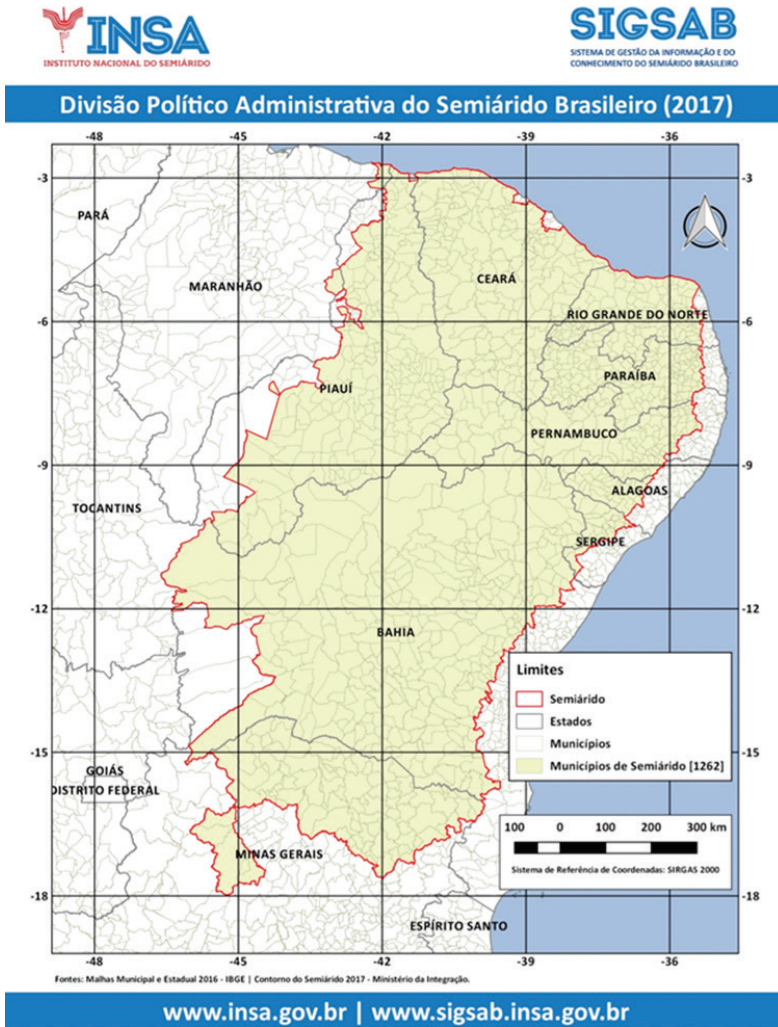 INSA
INSTITUTO NACIONAL DO SEMIÁRIDO
SIGSAB
SISTEMA DE GESTÃO DA INFORMAÇÃO E DO
CONHECIMENTO DO SEMIÁRIDO BRASILEIRO
Divisão Político Administrativa do Semiárido Brasileiro (2017)
-48 -45 -42 -39 -36
-3 -3
PARÁ
CEARÁ
MARANHÃO
RIO GRANDE DO NORTE
-6 -6
PARAÍBA
PIAUÍ
PERNAMBUCO
-9 -9
ALAGOAS
TOCANTINS
SERGIPE
-12 -12
BAHIA
Limites
Semiárido
Estados
Municípios
Municípios de Semiárido [1262]
-15 -15
GOIÁS
DISTRITO FEDERAL
100 0 100 200 300 km
Sistema de Referência de Coordenadas: SIRGAS 2000
MINAS GERAIS
-18 -18
ESPÍRITO SANTO
-48 -45 -42 -39 -36
Fontes: Malhas Municipal e Estadual 2016 - IBGE | Contorno do Semiárido 2017 - Ministério da Integração.
www.insa.gov.br | www.sigsab.insa.gov.br